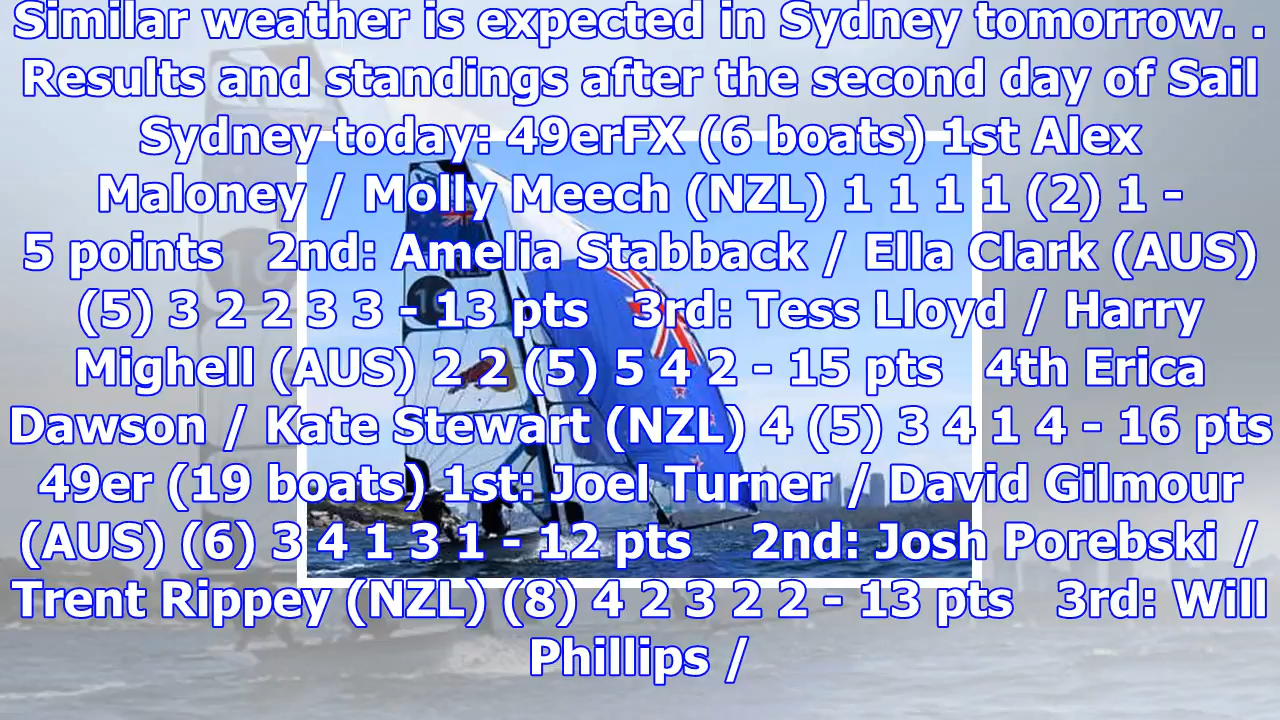 Similar weather is expected in Sydney tomorrow. .
Results and standings after the second day of Sail
Sydney today: 49erFX (6 boats) 1st Alex
Maloney / Molly Meech (NZL) 1 1 1 1 (2) 1 -
5 points 2nd: Amelia Stabback / Ella Clark (AUS)
(5) 3 2 2 3 3 - 13 pts 3rd: Tess Lloyd / Harry
Mighell (AUS) 2 2 (5) 5 4 2 - 15 pts 4th Erica
Dawson / Kate Stewart (NZL) 4 (5) 3 4 1 4 - 16 pts
49er (19 boats) 1st: Joel Turner / David Gilmour
(AUS) (6) 3 4 1 3 1 - 12 pts 2nd: Josh Porebski /
Trent Rippey (NZL) (8) 4 2 3 2 2 - 13 pts 3rd: Will
Phillips /